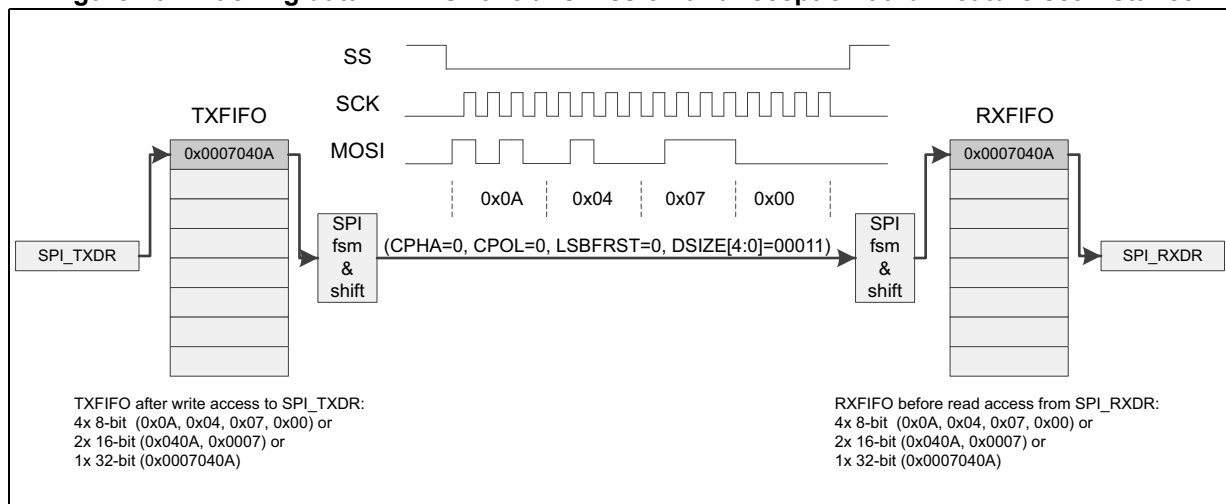 SS
SCK
MOSI
TXFIFO
RXFIFO
0x0007040A
0x0007040A
0x0A 0x04 0x07 0x00
SPI_TXDR
SPI
fsm
&
shift
(CPHA=0, CPOL=0, LSBFRST=0, DSIZE[4:0]=00011)
SPI
fsm
&
shift
SPI_RXDR
TXFIFO after write access to SPI_TXDR:
4x 8-bit (0x0A, 0x04, 0x07, 0x00) or
2x 16-bit (0x040A, 0x0007) or
1x 32-bit (0x0007040A)
RXFIFO before read access from SPI_RXDR:
4x 8-bit (0x0A, 0x04, 0x07, 0x00) or
2x 16-bit (0x040A, 0x0007) or
1x 32-bit (0x0007040A)